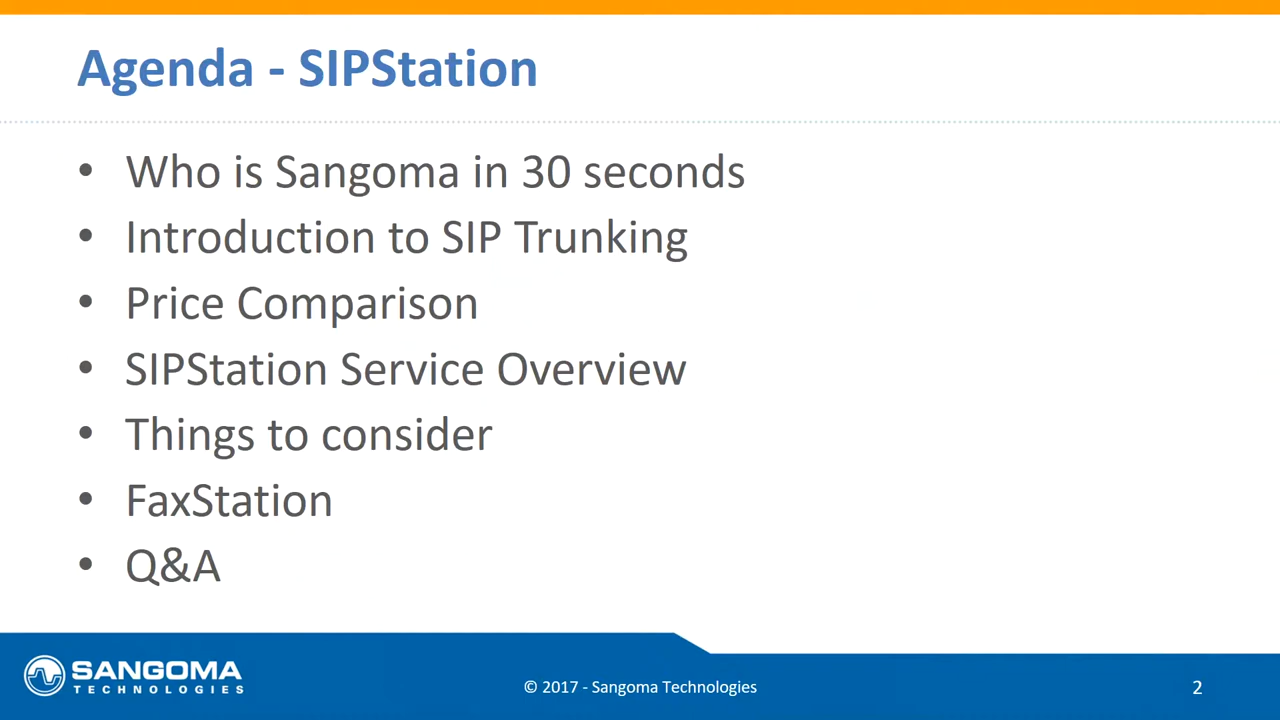 Agenda - SIPStation
• Who is Sangoma in 30 seconds
• Introduction to SIP Trunking
• Price Comparison
• SIPStation Service Overview
• Things to consider
• FaxStation
• Q&A
SANGOMA
TECHNOLOGIES
© 2017 - Sangoma Technologies
2